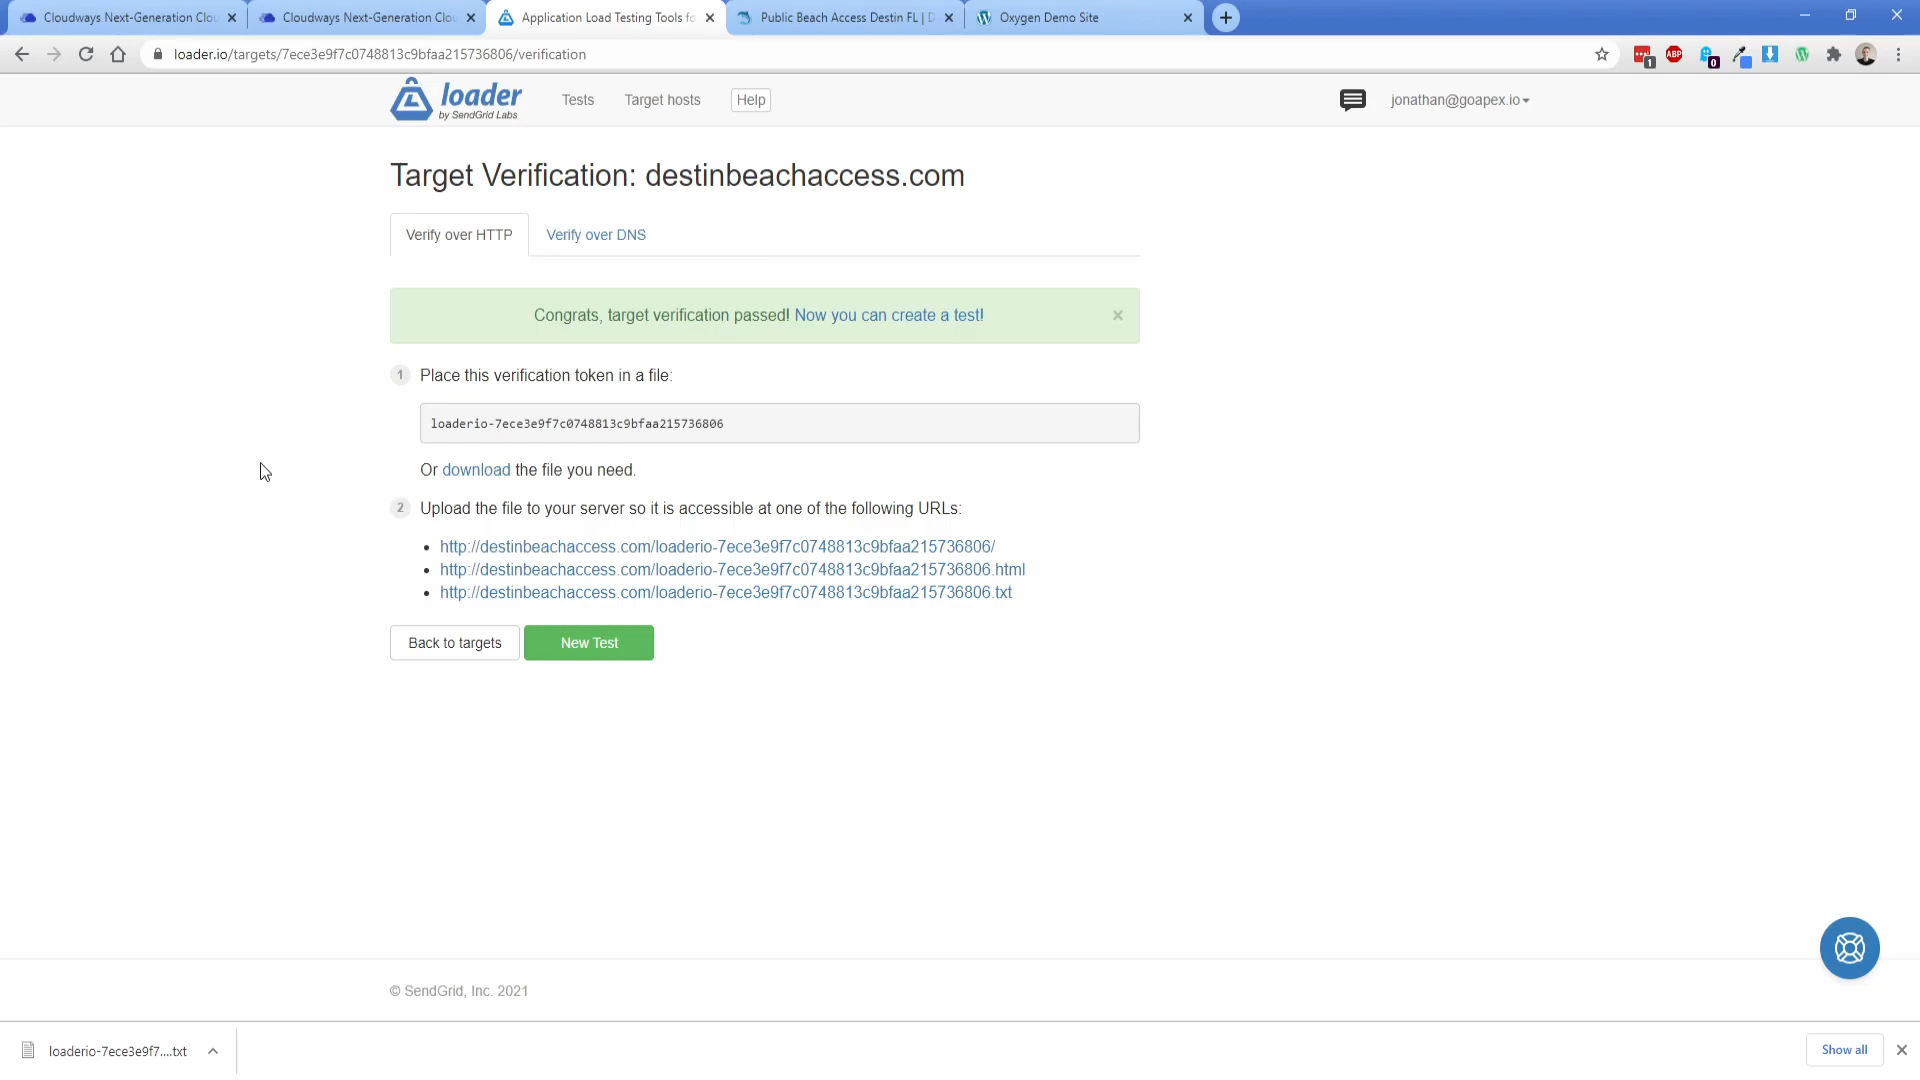 Cloudways Next-Generation Clou
Cloudways Next-Generation Clou
Application Load Testing Tools fo
Public Beach Access Destin FL | D
Oxygen Demo Site
loader.io/targets/7ece3e9f7c0748813c9bfaa215736806/verification
1
ABP
0
loader
by SendGrid Labs
Tests
Target hosts
Help
jonathan@goapex.io
Target Verification: destinbeachaccess.com
Verify over HTTP
Verify over DNS
Congrats, target verification passed! Now you can create a test!
×
1 Place this verification token in a file:
loaderio-7ece3e9f7c0748813c9bfaa215736806
Or download the file you need.
2 Upload the file to your server so it is accessible at one of the following URLs:
• http://destinbeachaccess.com/loaderio-7ece3e9f7c0748813c9bfaa215736806/
• http://destinbeachaccess.com/loaderio-7ece3e9f7c0748813c9bfaa215736806.html
• http://destinbeachaccess.com/loaderio-7ece3e9f7c0748813c9bfaa215736806.txt
Back to targets
New Test
© SendGrid, Inc. 2021
loaderio-7ece3e9f7....txt
Show all